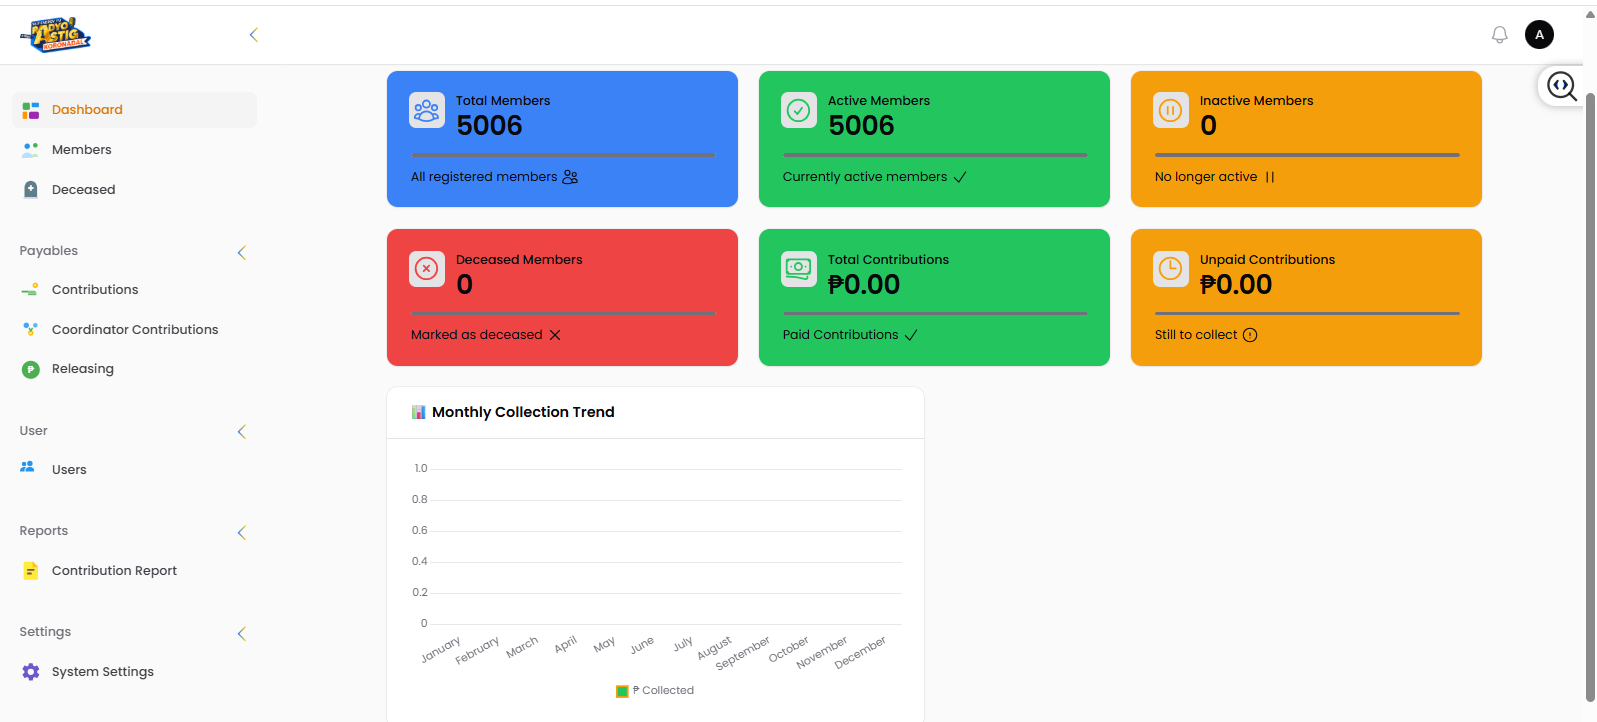 RADYO
ASTIG
KORONADAL
A
Dashboard
Members
Deceased
Payables
Contributions
Coordinator Contributions
Releasing
User
Users
Reports
Contribution Report
Settings
System Settings
Total Members
5006
All registered members
Active Members
5006
Currently active members
Inactive Members
0
No longer active
Deceased Members
0
Marked as deceased
Total Contributions
₱0.00
Paid Contributions
Unpaid Contributions
₱0.00
Still to collect
Monthly Collection Trend
1.0
0.8
0.6
0.4
0.2
0
January February March April May June July August September October November December
₱ Collected